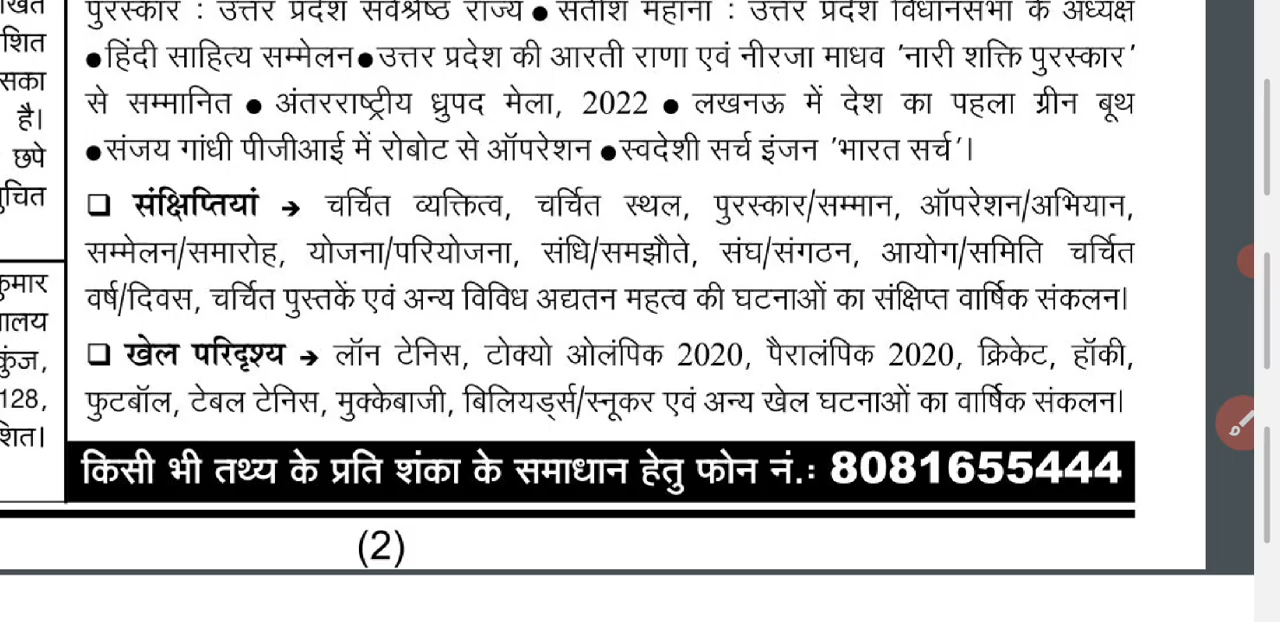 पुरस्कार : उत्तर प्रदेश सर्वश्रेष्ठ राज्य ● सतीश महाना : उत्तर प्रदेश विधानसभा के अध्यक्ष
शित
●हिंदी साहित्य सम्मेलन●उत्तर प्रदेश की आरती राणा एवं नीरजा माधव 'नारी शक्ति पुरस्कार'
सका
से सम्मानित ● अंतरराष्ट्रीय ध्रुपद मेला, 2022 ● लखनऊ में देश का पहला ग्रीन बूथ
है।
●संजय गांधी पीजीआई में रोबोट से ऑपरेशन ●स्वदेशी सर्च इंजन 'भारत सर्च'।
छपे
ुचित
❑ संक्षिप्तियां → चर्चित व्यक्तित्व, चर्चित स्थल, पुरस्कार/सम्मान, ऑपरेशन/अभियान,
सम्मेलन/समारोह, योजना/परियोजना, संधि/समझौते, संघ/संगठन, आयोग/समिति चर्चित
कुमार
वर्ष/दिवस, चर्चित पुस्तकें एवं अन्य विविध अद्यतन महत्व की घटनाओं का संक्षिप्त वार्षिक संकलन।
ालय
❑ खेल परिदृश्य → लॉन टेनिस, टोक्यो ओलंपिक 2020, पैरालंपिक 2020, क्रिकेट, हॉकी,
कुंज,
फुटबॉल, टेबल टेनिस, मुक्केबाजी, बिलियर्ड्स/स्नूकर एवं अन्य खेल घटनाओं का वार्षिक संकलन।
128,
शित।
किसी भी तथ्य के प्रति शंका के समाधान हेतु फोन नं.: 8081655444
(2)